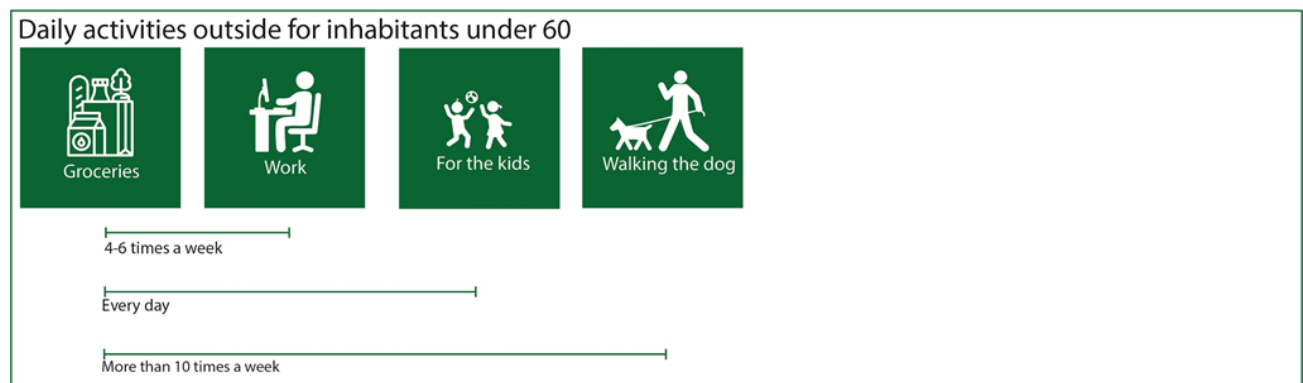 Daily activities outside for inhabitants under 60
Groceries
Work
For the kids
Walking the dog
4-6 times a week
Every day
More than 10 times a week